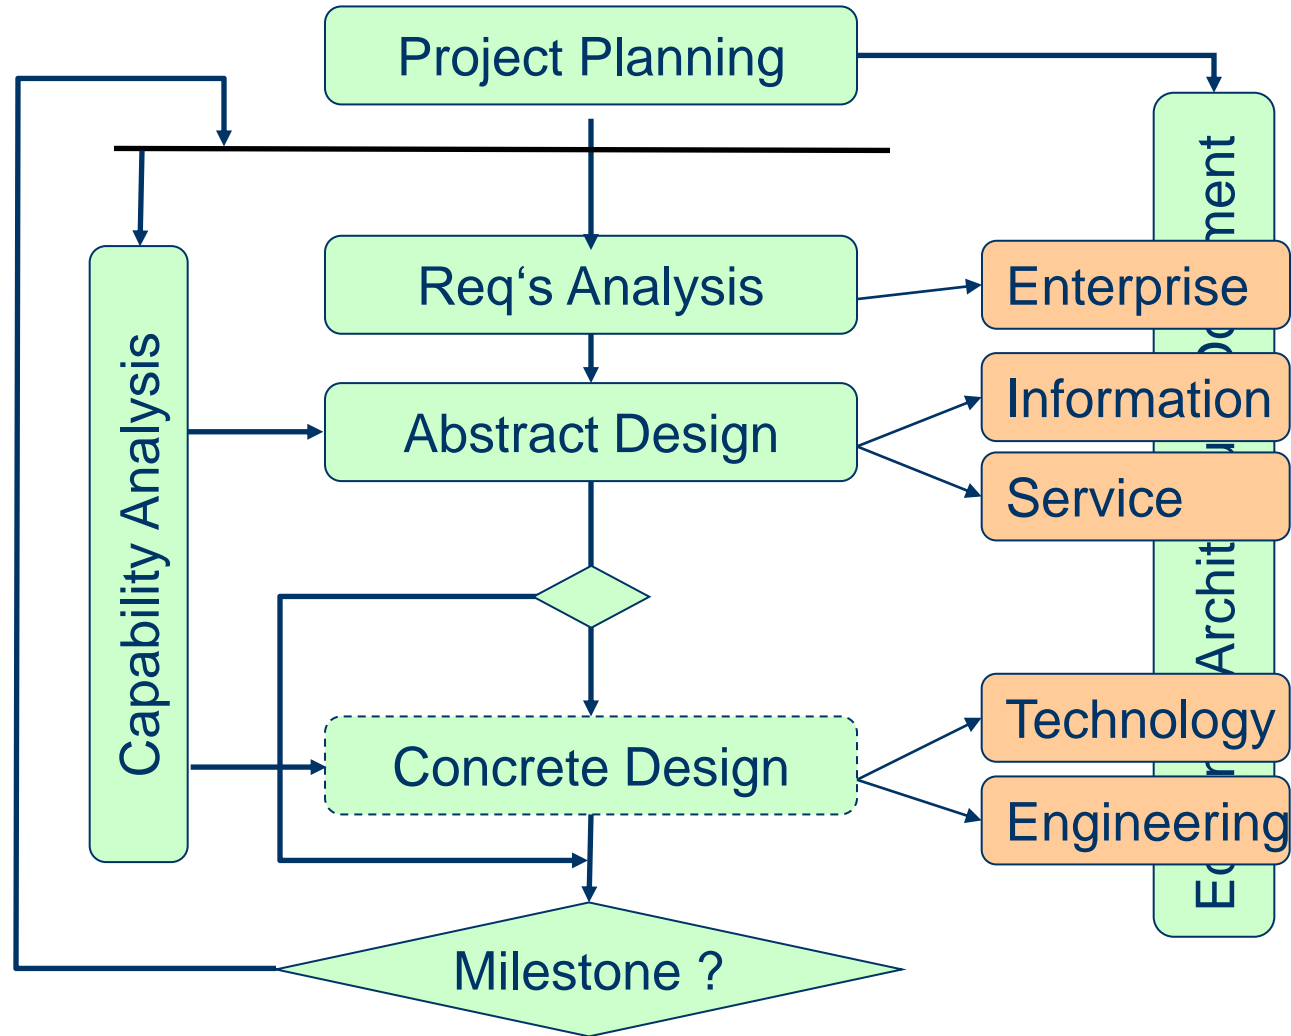 Project Planning
Req‘s Analysis
Enterprise
Capability Analysis
Abstract Design
Information
Service
Concrete Design
Technology
Engineering
Milestone ?